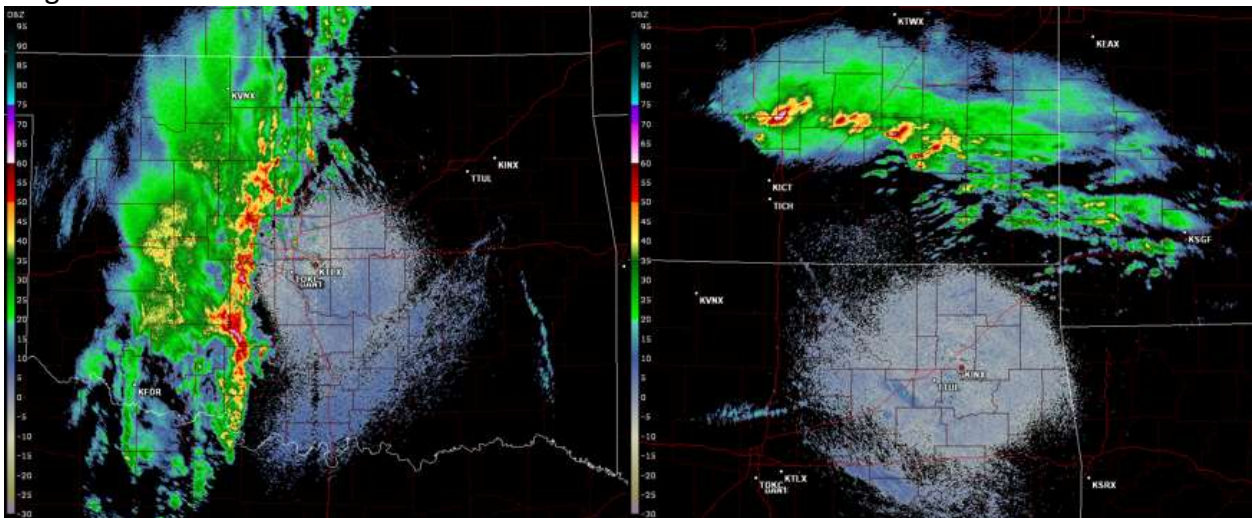 DBZ
95
90
85
80
75
70
65
60
55
50
45
40
35
30
25
20
15
10
5
0
-5
-10
-15
-20
-25
-30
KVNX
KINX
TTUL
KTLX
TOKC
DAN1
KFDR
DBZ
95
90
85
80
75
70
65
60
55
50
45
40
35
30
25
20
15
10
5
0
-5
-10
-15
-20
-25
-30
KTWX
KEAX
KICT
TICH
KSGF
KVNX
KINX
TTUL
KTLX
TOKC
DAN1
KSRX